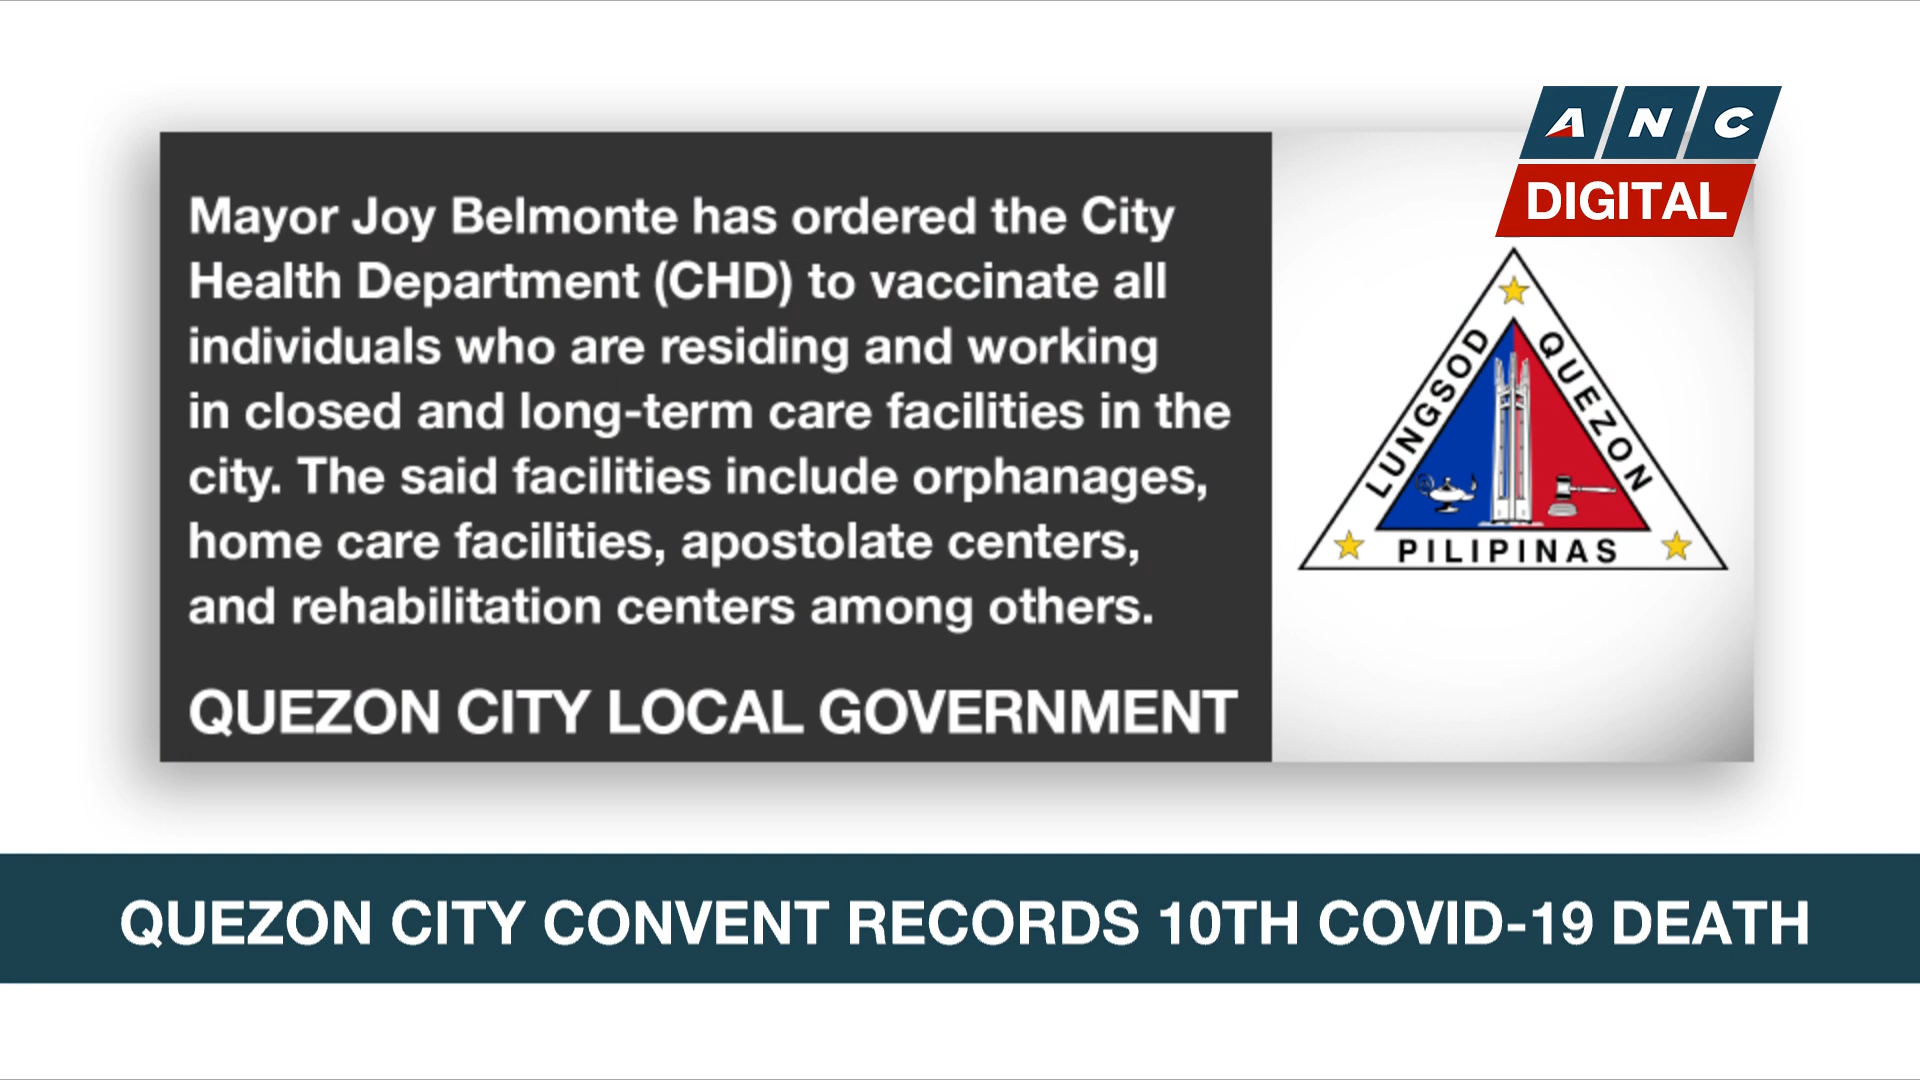 ANC
DIGITAL
Mayor Joy Belmonte has ordered the City
Health Department (CHD) to vaccinate all
individuals who are residing and working
in closed and long-term care facilities in the
city. The said facilities include orphanages,
home care facilities, apostolate centers,
and rehabilitation centers among others.
QUEZON CITY LOCAL GOVERNMENT
LUNGSOD QUEZON
PILIPINAS
QUEZON CITY CONVENT RECORDS 10TH COVID-19 DEATH